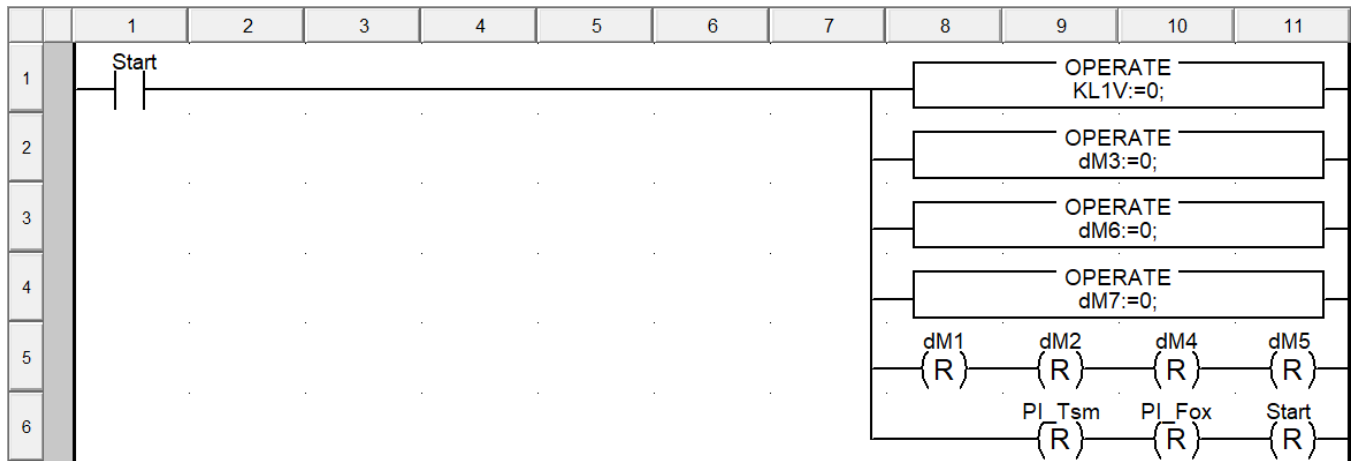 1 2 3 4 5 6 7 8 9 10 11
1
Start
OPERATE
KL1V:=0;
2
OPERATE
dM3:=0;
3
OPERATE
dM6:=0;
4
OPERATE
dM7:=0;
5
dM1 dM2 dM4 dM5
(R) (R) (R) (R)
6
PI_Tsm PI_Fox Start
(R) (R) (R)